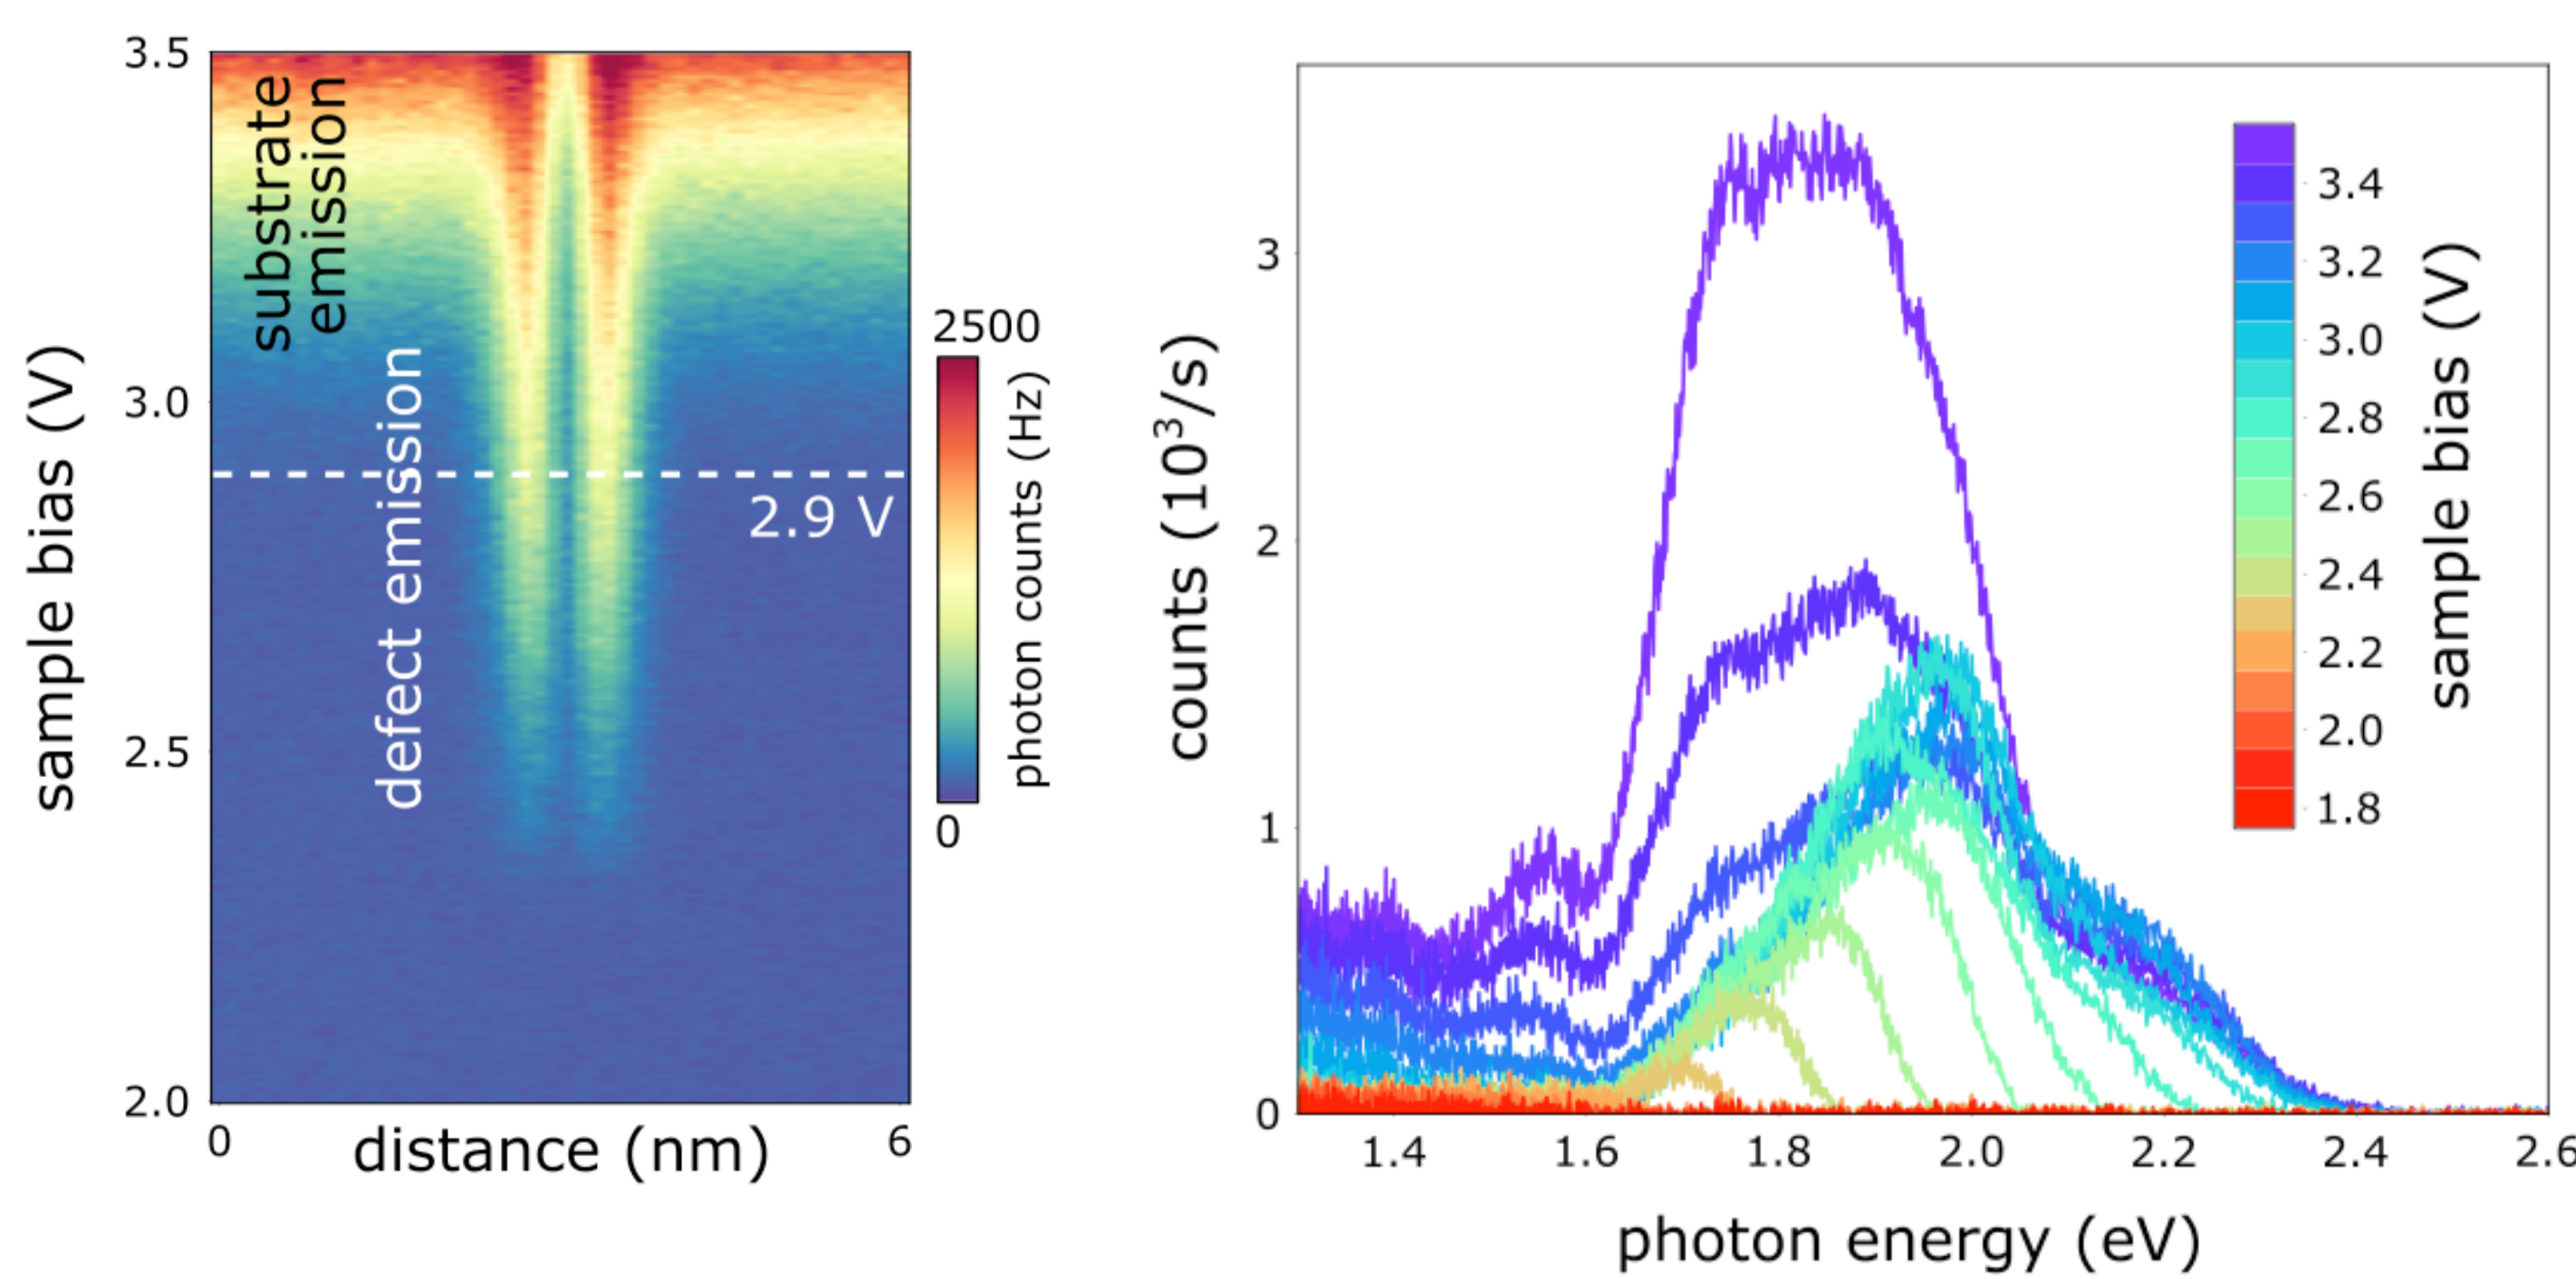 3.5
3.0
2.5
2.0
sample bias (V)
substrate
emission
defect emission
2.9 V
0
6
distance (nm)
2500
0
photon counts (Hz)
3
2
1
0
counts (10³/s)
1.4
1.6
1.8
2.0
2.2
2.4
2.6
photon energy (eV)
3.4
3.2
3.0
2.8
2.6
2.4
2.2
2.0
1.8
sample bias (V)